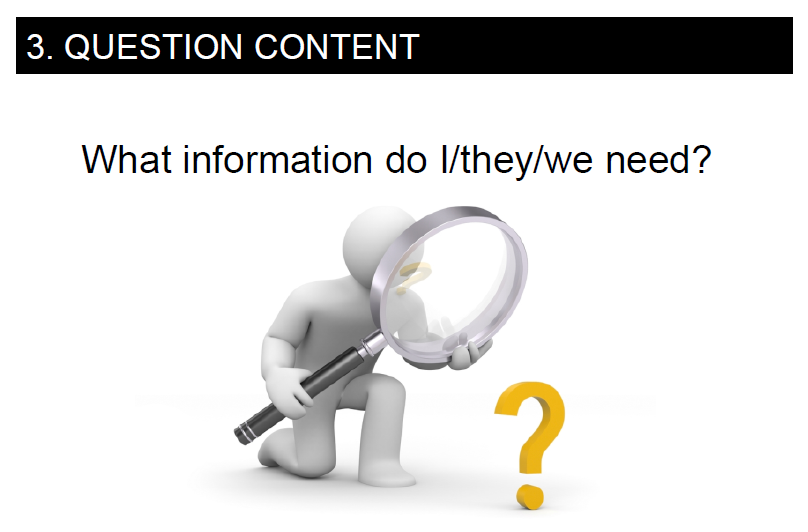 3. QUESTION CONTENT
What information do I/they/we need?